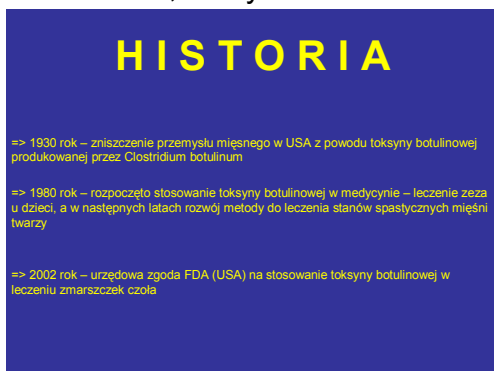 H I S T O R I A
=> 1930 rok – zniszczenie przemysłu mięsnego w USA z powodu toksyny botulinowej
produkowanej przez Clostridium botulinum
=> 1980 rok – rozpoczęto stosowanie toksyny botulinowej w medycynie – leczenie zeza
u dzieci, a w następnych latach rozwój metody do leczenia stanów spastycznych mięśni
twarzy
=> 2002 rok – urzędowa zgoda FDA (USA) na stosowanie toksyny botulinowej w
leczeniu zmarszczek czoła